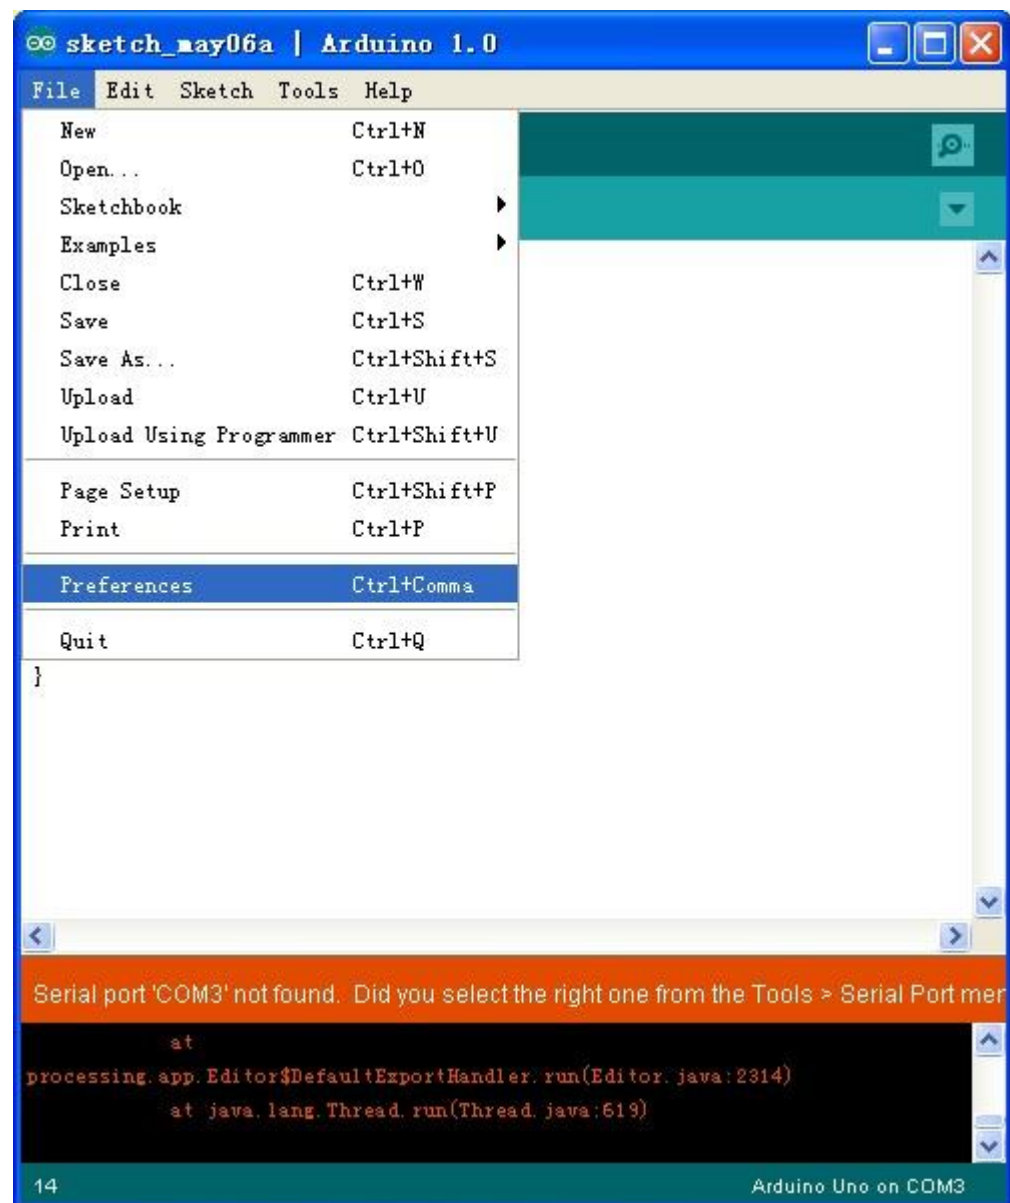 sketch_may06a | Arduino 1.0
File Edit Sketch Tools Help
New Ctrl+N
Open... Ctrl+O
Sketchbook
Examples
Close Ctrl+W
Save Ctrl+S
Save As... Ctrl+Shift+S
Upload Ctrl+U
Upload Using Programmer Ctrl+Shift+U
Page Setup Ctrl+Shift+P
Print Ctrl+P
Preferences Ctrl+Comma
Quit Ctrl+Q
}
Serial port 'COM3' not found. Did you select the right one from the Tools > Serial Port
at
processing.app.Editor$DefaultExportHandler.run(Editor.java:2314)
at java.lang.Thread.run(Thread.java:619)
14 Arduino Uno on COM3